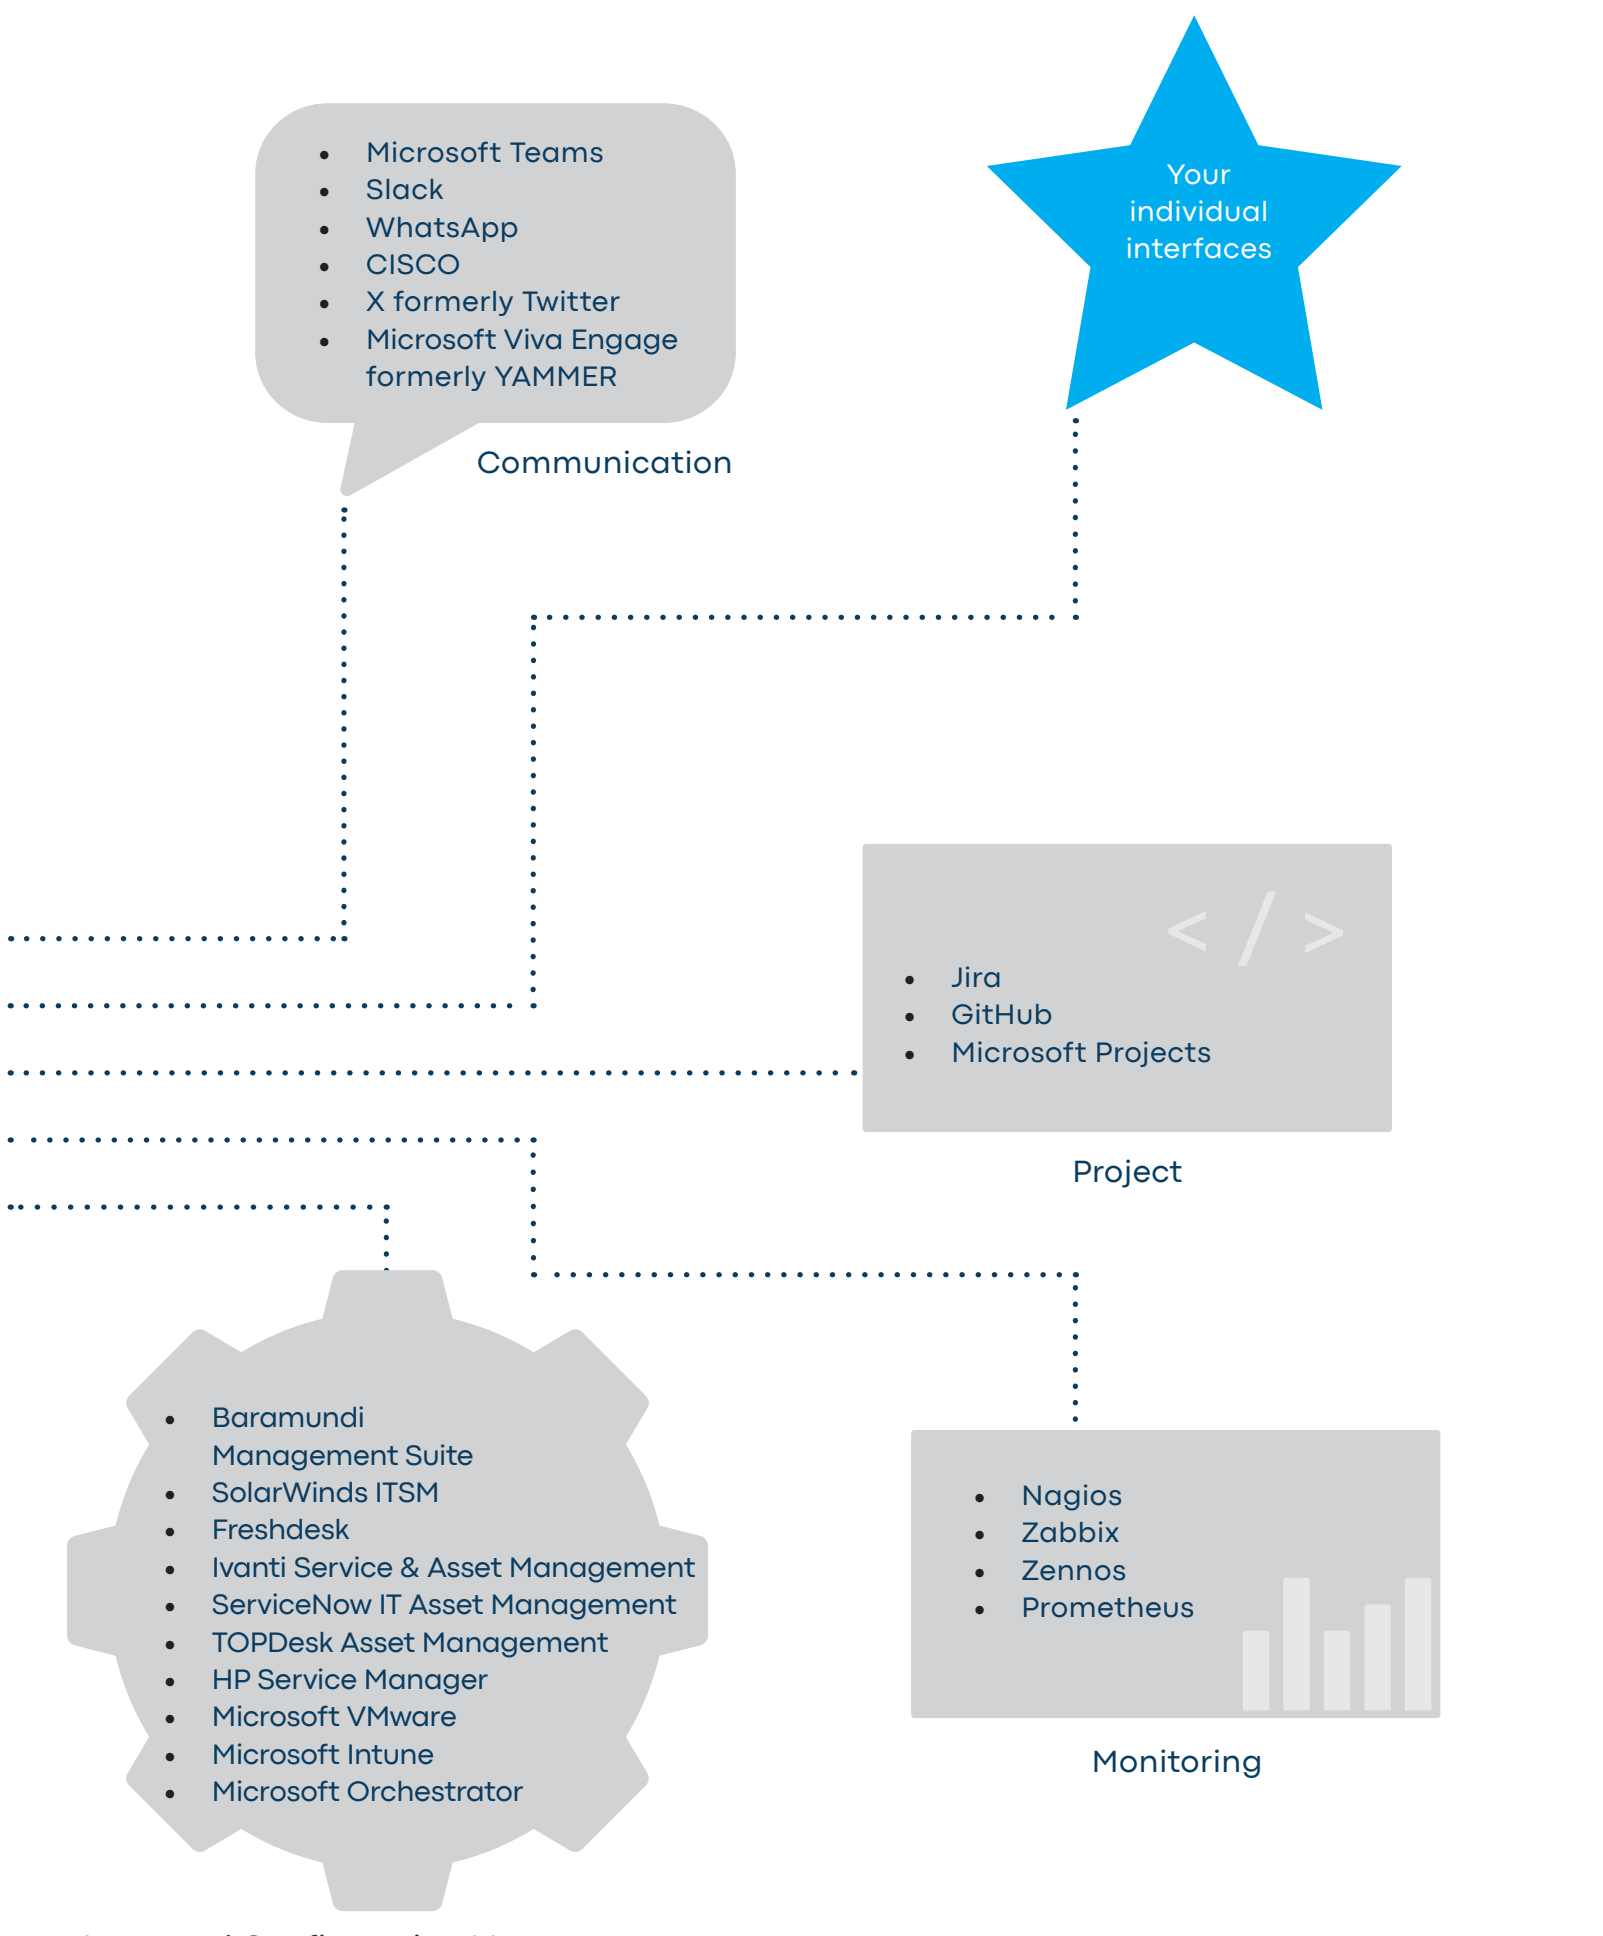 • Microsoft Teams
• Slack
• WhatsApp
• CISCO
• X formerly Twitter
• Microsoft Viva Engage
formerly YAMMER
Communication
Your
individual
interfaces
< / >
• Jira
• GitHub
• Microsoft Projects
Project
• Baramundi
Management Suite
• SolarWinds ITSM
• Freshdesk
• Ivanti Service & Asset Management
• ServiceNow IT Asset Management
• TOPDesk Asset Management
• HP Service Manager
• Microsoft VMware
• Microsoft Intune
• Microsoft Orchestrator
• Nagios
• Zabbix
• Zennos
• Prometheus
Monitoring